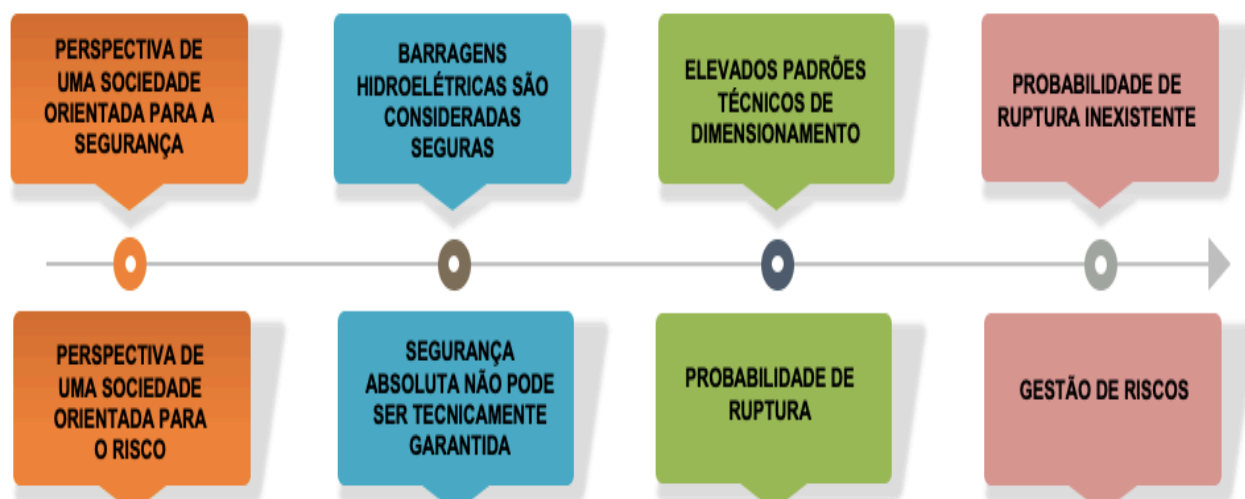 PERSPECTIVA DE
UMA SOCIEDADE
ORIENTADA PARA A
SEGURANÇA
BARRAGENS
HIDROELÉTRICAS SÃO
CONSIDERADAS
SEGURAS
ELEVADOS PADRÕES
TÉCNICOS DE
DIMENSIONAMENTO
PROBABILIDADE DE
RUPTURA INEXISTENTE
PERSPECTIVA DE
UMA SOCIEDADE
ORIENTADA PARA
O RISCO
SEGURANÇA
ABSOLUTA NÃO PODE
SER TECNICAMENTE
GARANTIDA
PROBABILIDADE DE
RUPTURA
GESTÃO DE RISCOS